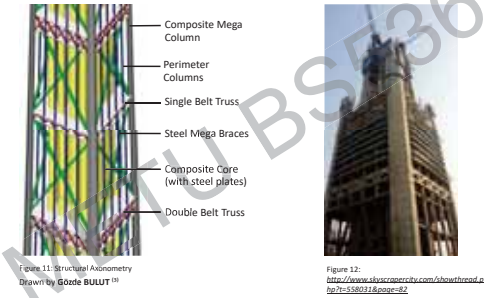 Composite Mega
Column
Perimeter
Columns
Single Belt Truss
Steel Mega Braces
Composite Core
(with steel plates)
Double Belt Truss
Figure 11: Structural Axonometry
Drawn by Gözde BULUT (3)
Figure 12:
http://www.skyscrapercity.com/showthread.p
hp?t=558031&page=82
METU BS536